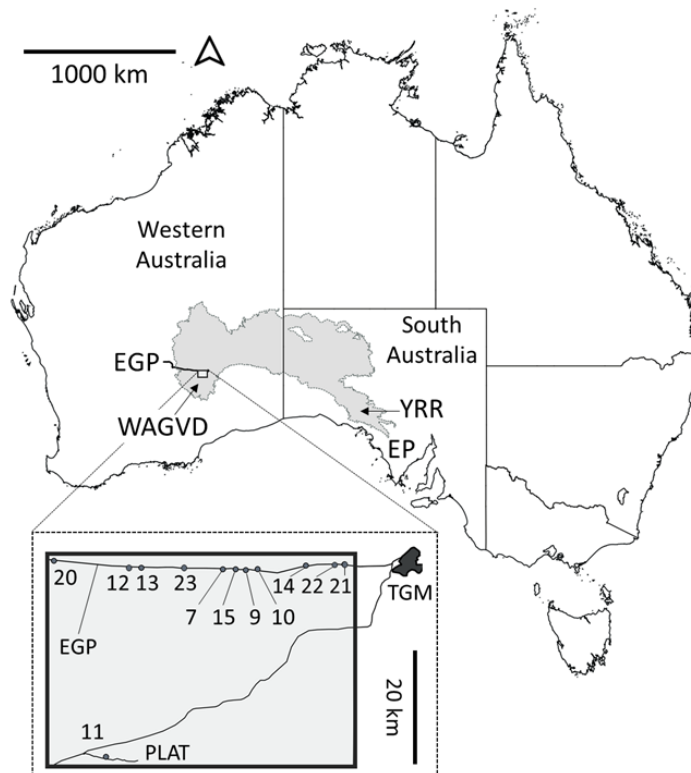 1000 km
Western
Australia
South
Australia
EGP
WAGVD
YRR
EP
20
12
13
23
14
22
21
TGM
7
15
9
10
EGP
20 km
11
PLAT